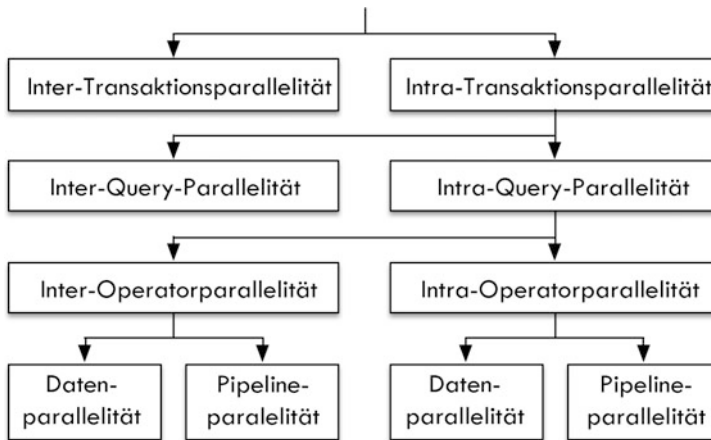 Inter-Transaktionsparallelität
Intra-Transaktionsparallelität
Inter-Query-Parallelität
Intra-Query-Parallelität
Inter-Operatorparallelität
Intra-Operatorparallelität
Daten-
parallelität
Pipeline-
paralelität
Daten-
parallelität
Pipeline-
parallelität